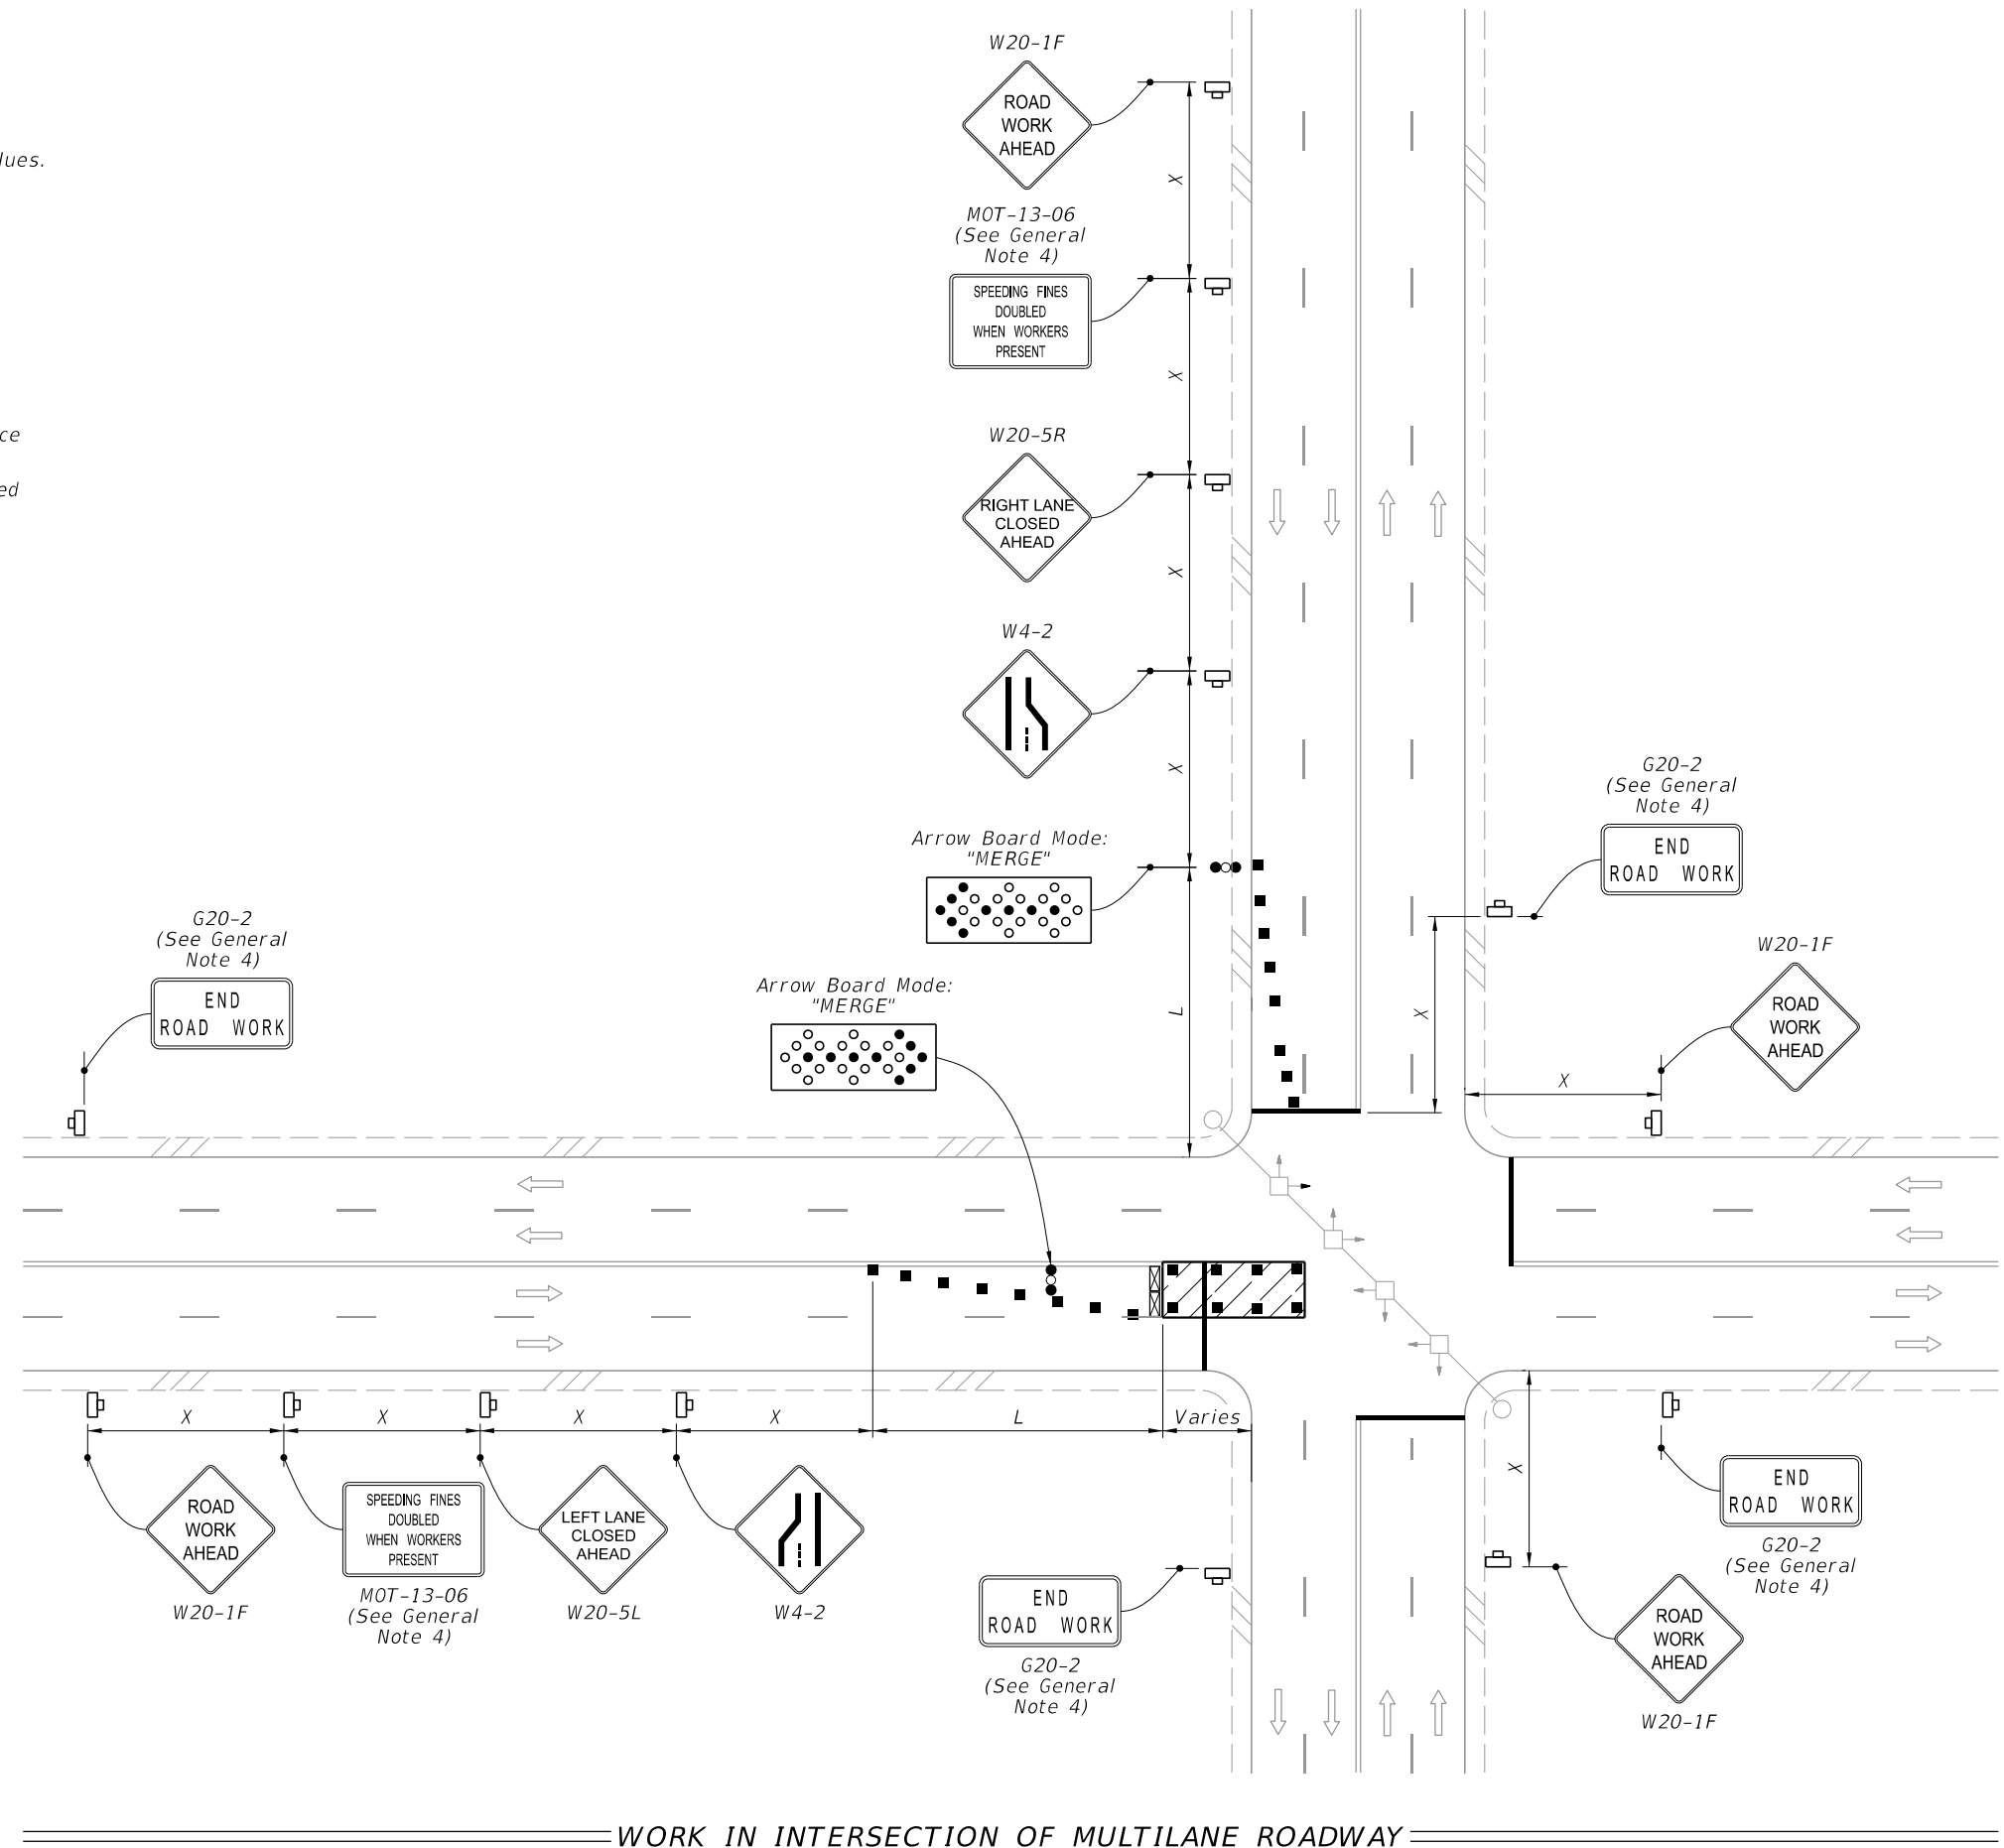 W20-1F
ROAD
WORK
AHEAD
X
lues.
MOT-13-06
(See General
Note 4)
SPEEDING FINES
DOUBLED
WHEN WORKERS
PRESENT
X
W20-5R
ce
ed
RIGHT LANE
CLOSED
AHEAD
X
W4-2
X
G20-2
(See General
Note 4)
END
ROAD WORK
Arrow Board Mode:
"MERGE"
G20-2
(See General
Note 4)
END
ROAD WORK
W20-1F
ROAD
WORK
AHEAD
Arrow Board Mode:
"MERGE"
L
X
X
X
X
X
X
L
Varies
X
ROAD
WORK
AHEAD
W20-1F
SPEEDING FINES
DOUBLED
WHEN WORKERS
PRESENT
MOT-13-06
(See General
Note 4)
LEFT LANE
CLOSED
AHEAD
W20-5L
W4-2
END
ROAD WORK
G20-2
(See General
Note 4)
END
ROAD WORK
G20-2
(See General
Note 4)
ROAD
WORK
AHEAD
W20-1F
WORK IN INTERSECTION OF MULTILANE ROADWAY